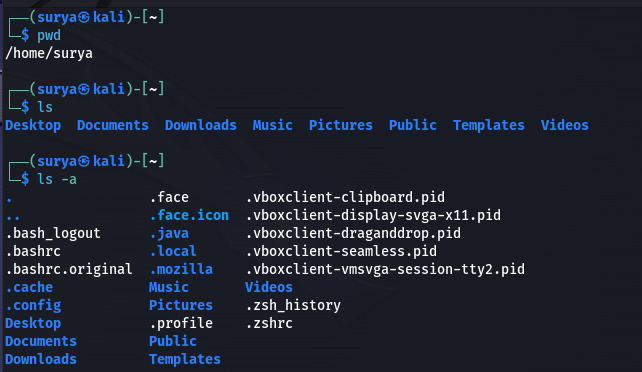 ┌──(surya㉿kali)-[~]
└─$ pwd
/home/surya
┌──(surya㉿kali)-[~]
└─$ ls
Desktop Documents Downloads Music Pictures Public Templates Videos
┌──(surya㉿kali)-[~]
└─$ ls -a
. .face .vboxclient-clipboard.pid
.. .face.icon .vboxclient-display-svga-x11.pid
.bash_logout .java .vboxclient-draganddrop.pid
.bashrc .local .vboxclient-seamless.pid
.bashrc.original .mozilla .vboxclient-vmsvga-session-tty2.pid
.cache Music Videos
.config Pictures .zsh_history
Desktop .profile .zshrc
Documents Public
Downloads Templates